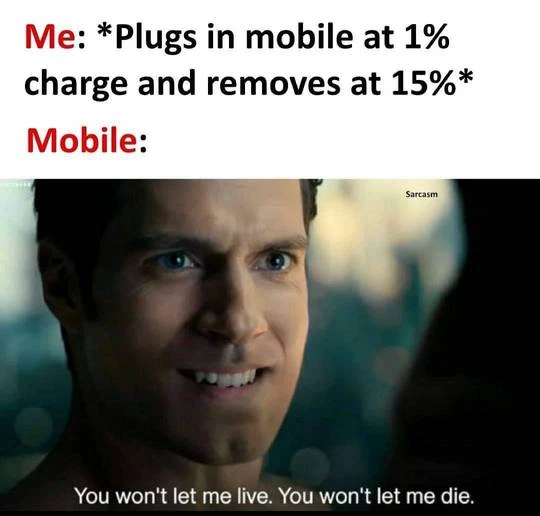 Me: *Plugs in mobile at 1%
charge and removes at 15%*
Mobile:
Sarcasm
You won't let me live. You won't let me die.